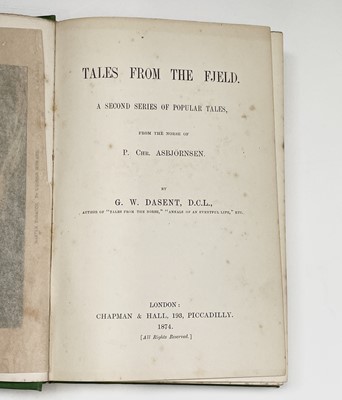 TALES FROM THE FJELD.
A SECOND SERIES OF POPULAR TALES,
FROM THE NORSE OF
P. CHR. ASBJÖRNSEN.
BY
G. W. DASENT, D.C.L.,
AUTHOR OF "TALES FROM THE NORSE," "ANNALS OF AN EVENTFUL LIFE," ETC.
LONDON:
CHAPMAN & HALL, 193, PICCADILLY.
1874.
[All Rights Reserved.]